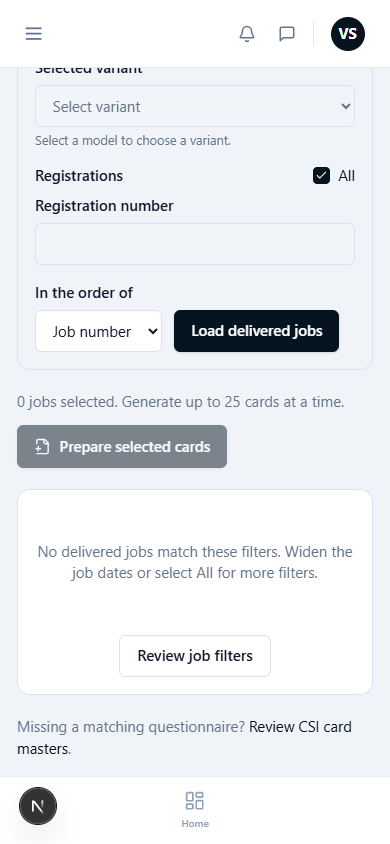 VS
Selected variant
Select variant
Select a model to choose a variant.
Registrations
All
Registration number
In the order of
Job number
Load delivered jobs
0 jobs selected. Generate up to 25 cards at a time.
Prepare selected cards
No delivered jobs match these filters. Widen the
job dates or select All for more filters.
Review job filters
Missing a matching questionnaire? Review CSI card
masters.
N
Home